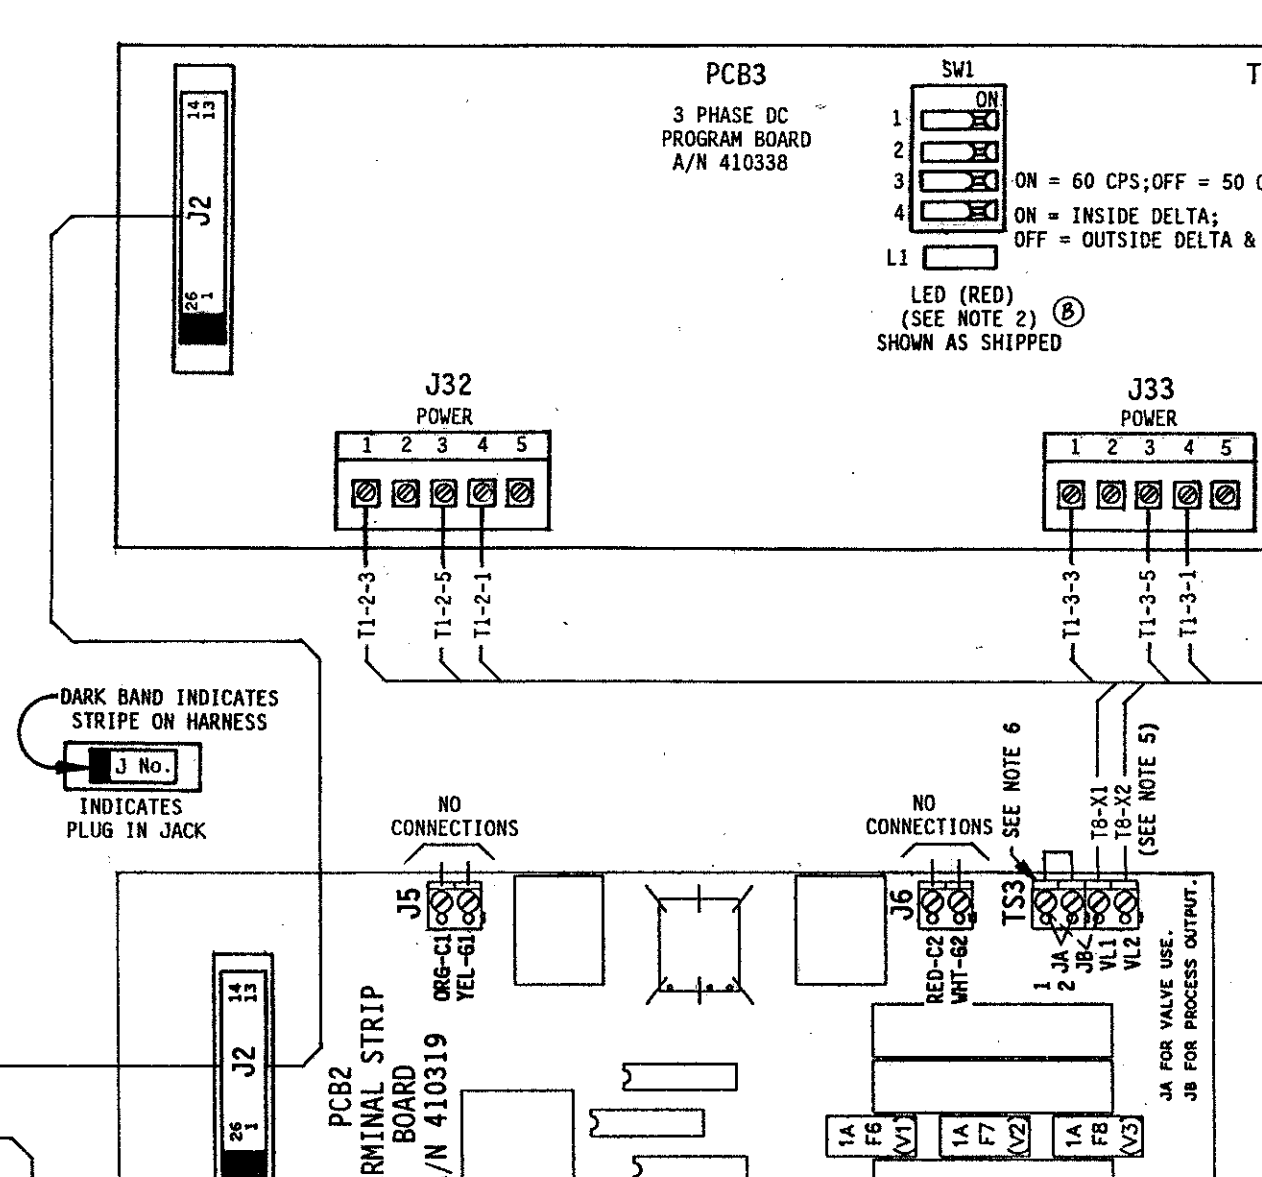 PCB3
3 PHASE DC
PROGRAM BOARD
A/N 410338
SW1
ON
1
2
3
4
ON = 60 CPS;OFF = 50
ON = INSIDE DELTA;
OFF = OUTSIDE DELTA &
L1
LED (RED)
(SEE NOTE 2) B
SHOWN AS SHIPPED
T
14
13
J2
26
1
J32
POWER
1 2 3 4 5
J33
POWER
1 2 3 4 5
T1-2-3
T1-2-5
T1-2-1
T1-3-3
T1-3-5
T1-3-1
DARK BAND INDICATES
STRIPE ON HARNESS
J No.
INDICATES
PLUG IN JACK
NO
CONNECTIONS
J5
ORG-C1
YEL-G1
NO
CONNECTIONS
J6
RED-C2
WHT-G2
SEE NOTE 6
TS3
T8-X1
T8-X2
(SEE NOTE 5)
1
2
JA
JB
VL1
VL2
JA FOR VALVE USE.
JB FOR PROCESS OUTPUT.
14
13
J2
26
1
PCB2
RMINAL STRIP
BOARD
/N 410319
1A
F6
(V1)
1A
F7
(V2)
1A
F8
(V3)